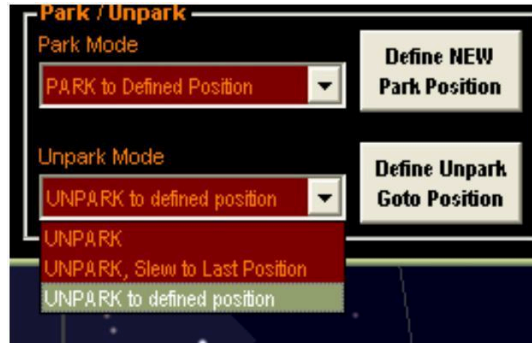 Park / Unpark
Park Mode
PARK to Defined Position
Define NEW
Park Position
Unpark Mode
UNPARK to defined position
Define Unpark
Goto Position
UNPARK
UNPARK, Slew to Last Position
UNPARK to defined position